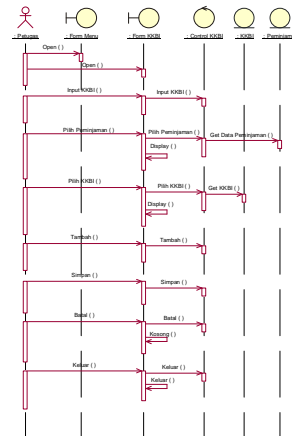 : Petugas : Form Menu : Form KKBI : Control KKBI : KKBI : Peminjam
Open ( )
Open ( )
Input KKBI ( ) Input KKBI ( )
Pilih Peminjaman ( ) Pilih Peminjaman ( ) Get Data Peminjaman ( )
Display ( )
Pilih KKBI ( ) Pilih KKBI ( ) Get KKBI ( )
Display ( )
Tambah ( ) Tambah ( )
Simpan ( ) Simpan ( )
Batal ( ) Batal ( )
Kosong ( )
Keluar ( ) Keluar ( )
Keluar ( )